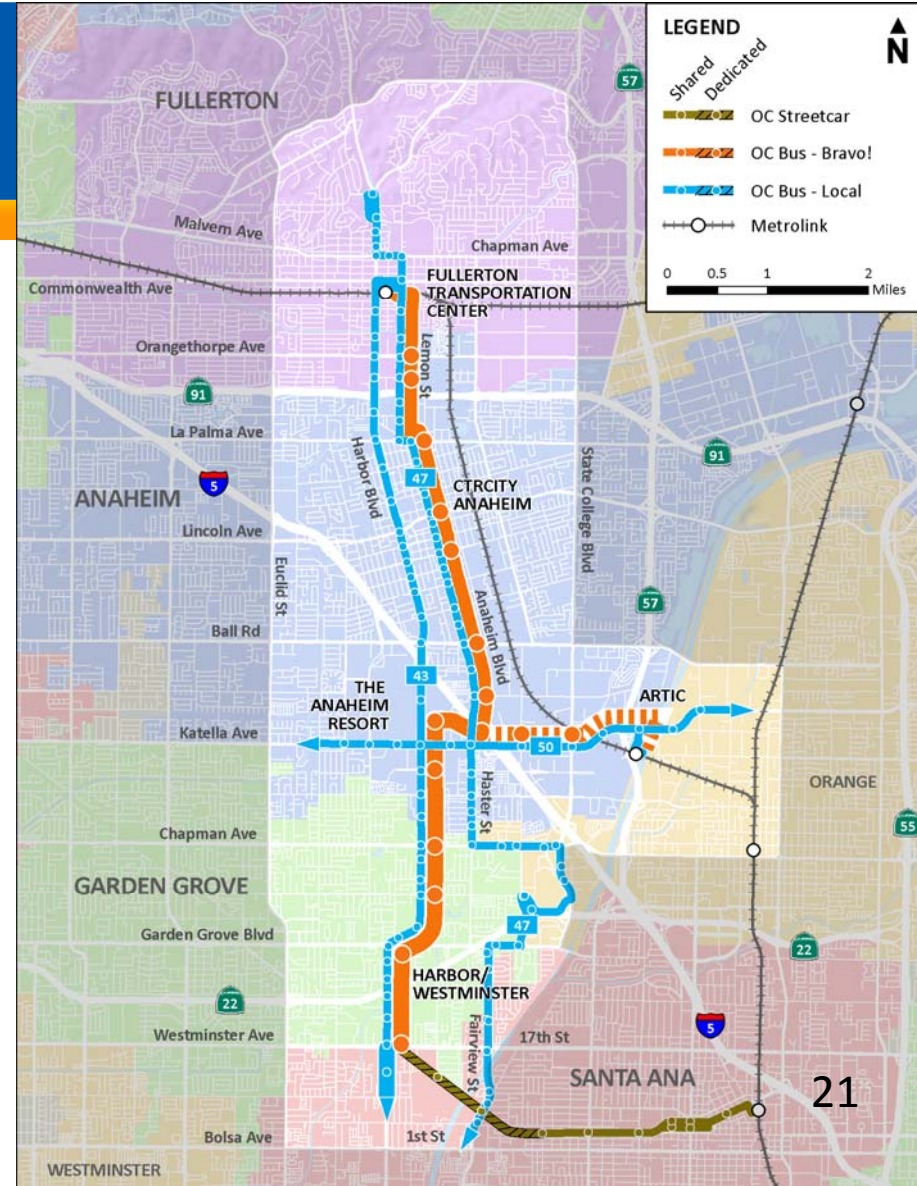 LEGEND
N
Shared
Dedicated
OC Streetcar
OC Bus - Bravo!
OC Bus - Local
Metrolink
0 0.5 1 2
Miles
57
FULLERTON
Malvern Ave
Chapman Ave
Commonwealth Ave
FULLERTON
TRANSPORTATION
CENTER
Orangethorpe Ave
Lemon St
91
La Palma Ave
Harbor Blvd
State College Blvd
91
47
CTRCITY
ANAHEIM
5
ANAHEIM
Lincoln Ave
Euclid St
Anaheim Blvd
57
Ball Rd
43
THE
ANAHEIM
RESORT
ARTIC
Katella Ave
50
ORANGE
Haster St
Chapman Ave
55
GARDEN GROVE
47
Garden Grove Blvd
22
HARBOR/
WESTMINSTER
22
Westminster Ave
Fairview St
17th St
5
SANTA ANA
21
Bolsa Ave
1st St
WESTMINSTER